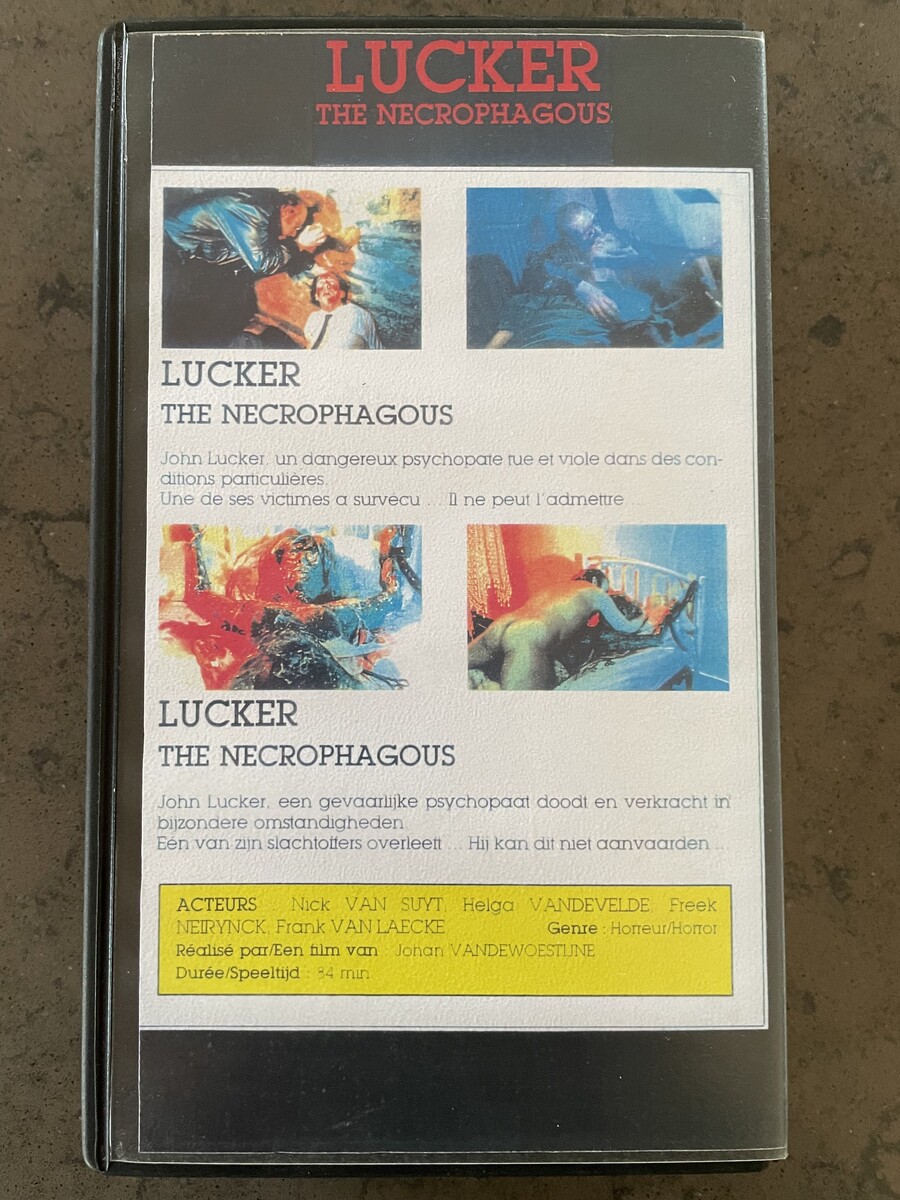 LUCKER
THE NECROPHAGOUS
LUCKER
THE NECROPHAGOUS
John Lucker, un dangereux psychopate tue et viole dans des con-
ditions particulières.
Une de ses victimes a survécu ... Il ne peut l'admettre
LUCKER
THE NECROPHAGOUS
John Lucker, een gevaarlijke psychopaat doodt en verkracht in
bijzondere omstandigheden
Eén van zijn slachtoffers overleeft ... Hij kan dit niet aanvaarden ...
ACTEURS : Nick VAN SUYT, Helga VANDEVELDE, Freek
NEIRYNCK, Frank VAN LAECKE Genre : Horreur/Horror
Réalisé par/Een film van Johan VANDEWOESTIJNE
Durée/Speeltijd : 84 min